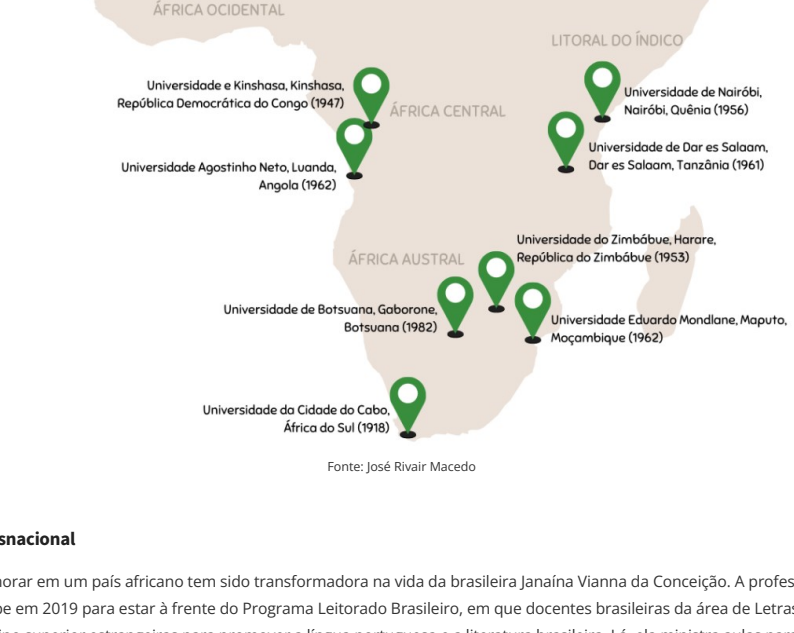 ÁFRICA OCIDENTAL
LITORAL DO ÍNDICO
Universidade e Kinshasa, Kinshasa,
República Democrática do Congo (1947)
ÁFRICA CENTRAL
Universidade de Nairóbi,
Nairóbi, Quênia (1956)
Universidade de Dar es Salaam,
Dar es Salaam, Tanzânia (1961)
Universidade Agostinho Neto, Luanda,
Angola (1962)
ÁFRICA AUSTRAL
Universidade do Zimbábue, Harare,
República do Zimbábue (1953)
Universidade de Botsuana, Gaborone,
Botsuana (1982)
Universidade Eduardo Mondlane, Maputo,
Moçambique (1962)
Universidade da Cidade do Cabo,
África do Sul (1918)
Fonte: José Rivair Macedo
snacional
orar em um país africano tem sido transformadora na vida da brasileira Janaína Vianna da Conceição. A profes
e em 2019 para estar à frente do Programa Leitorado Brasileiro, em que docentes brasileiras da área de Letras